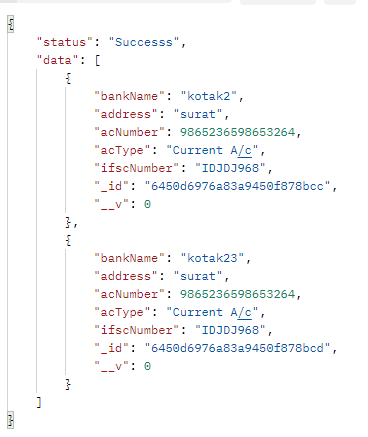 {
"status": "Successs",
"data": [
{
"bankName": "kotak2",
"address": "surat",
"acNumber": 9865236598653264,
"acType": "Current A/c",
"ifscNumber": "IDJDJ968",
"_id": "6450d6976a83a9450f878bcc",
"__v": 0
},
{
"bankName": "kotak23",
"address": "surat",
"acNumber": 9865236598653264,
"acType": "Current A/c",
"ifscNumber": "IDJDJ968",
"_id": "6450d6976a83a9450f878bcd",
"__v": 0
}
]
}